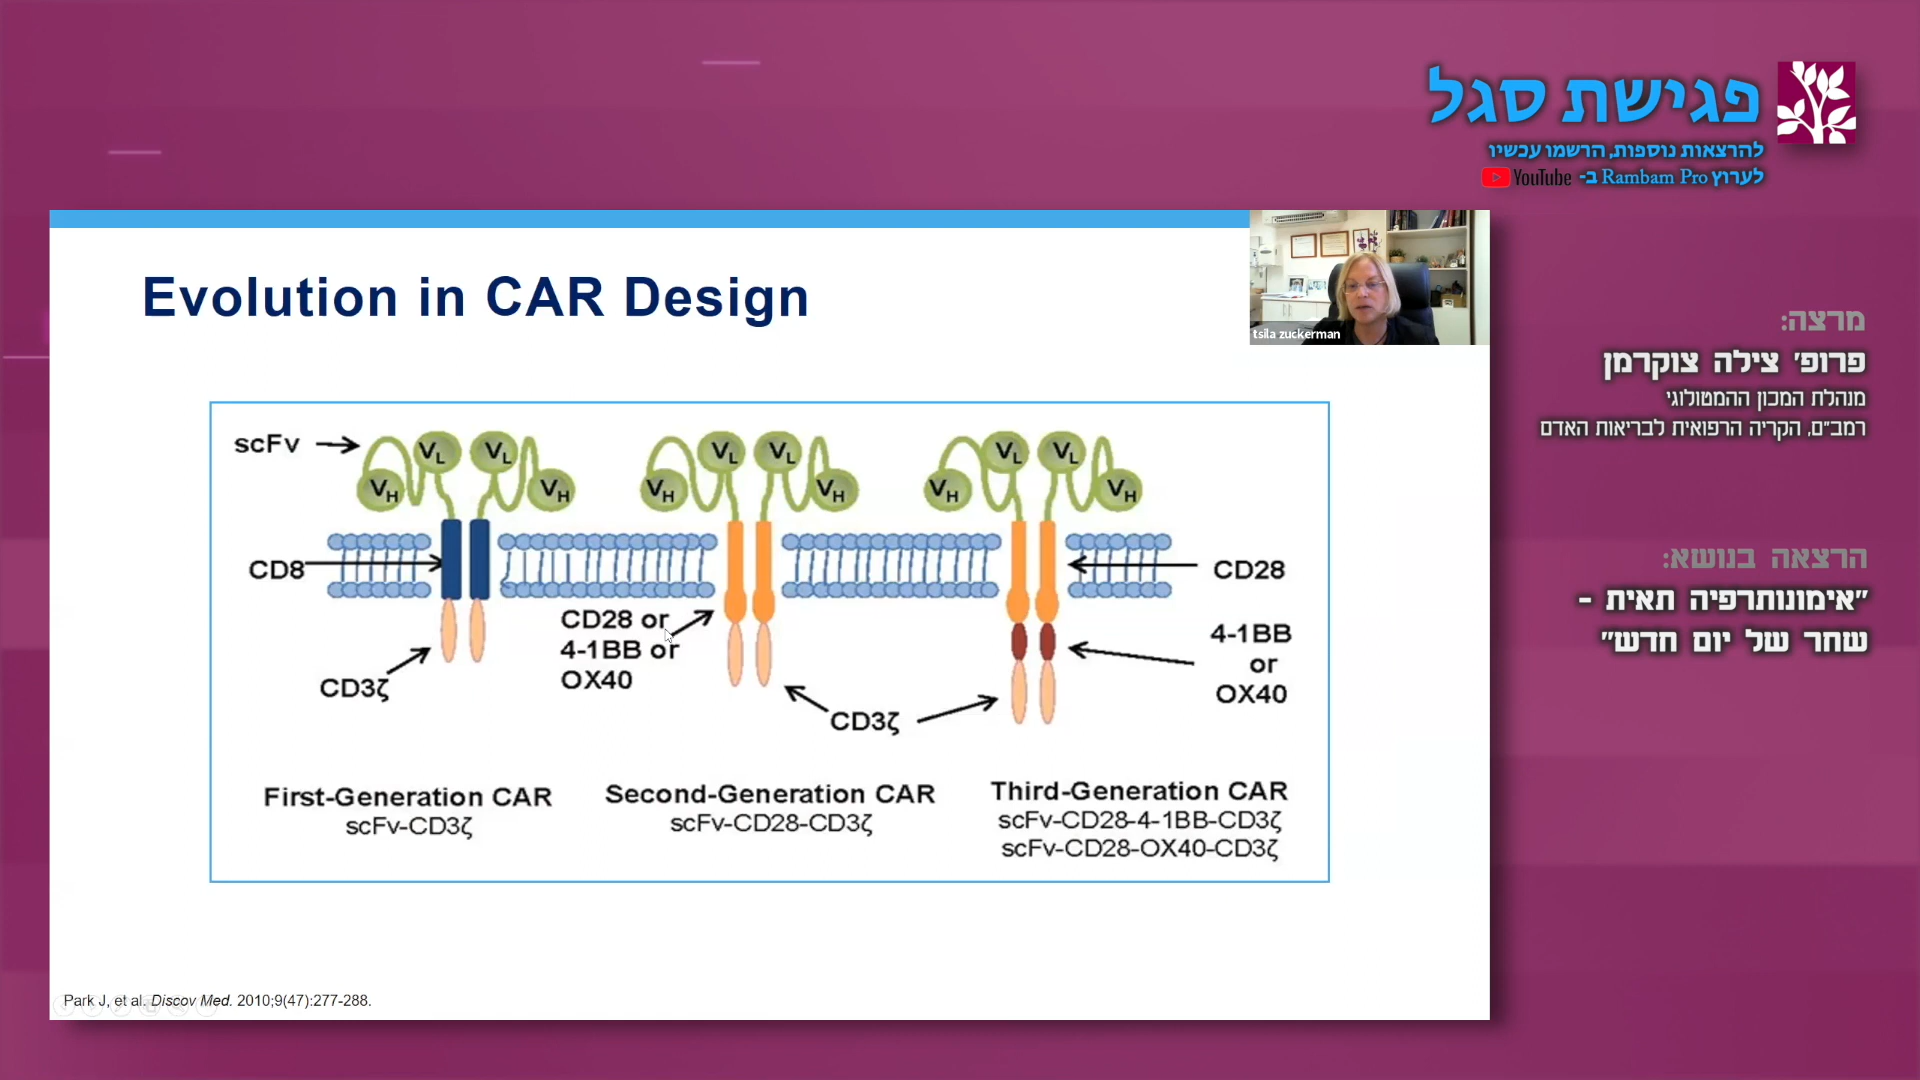 פגישת סגל
להרצאות נוספות, הרשמו עכשיו
לערוץ Rambam Pro ב- YouTube
tsila zuckerman
מרצה:
פרופ' צילה צוקרמן
מנהלת המכון ההמטולוגי
רמב"ם, הקריה הרפואית לבריאות האדם
הרצאה בנושא:
"אימונותרפיה תאית -
שחר של יום חדש"
Evolution in CAR Design
scFv
VL VL
VH VH
VL VL
VH VH
VL VL
VH VH
CD8
CD3ζ
CD28 or
4-1BB or
OX40
CD3ζ
CD28
4-1BB
or
OX40
First-Generation CAR
scFv-CD3ζ
Second-Generation CAR
scFv-CD28-CD3ζ
Third-Generation CAR
scFv-CD28-4-1BB-CD3ζ
scFv-CD28-OX40-CD3ζ
Park J, et al. Discov Med. 2010;9(47):277-288.